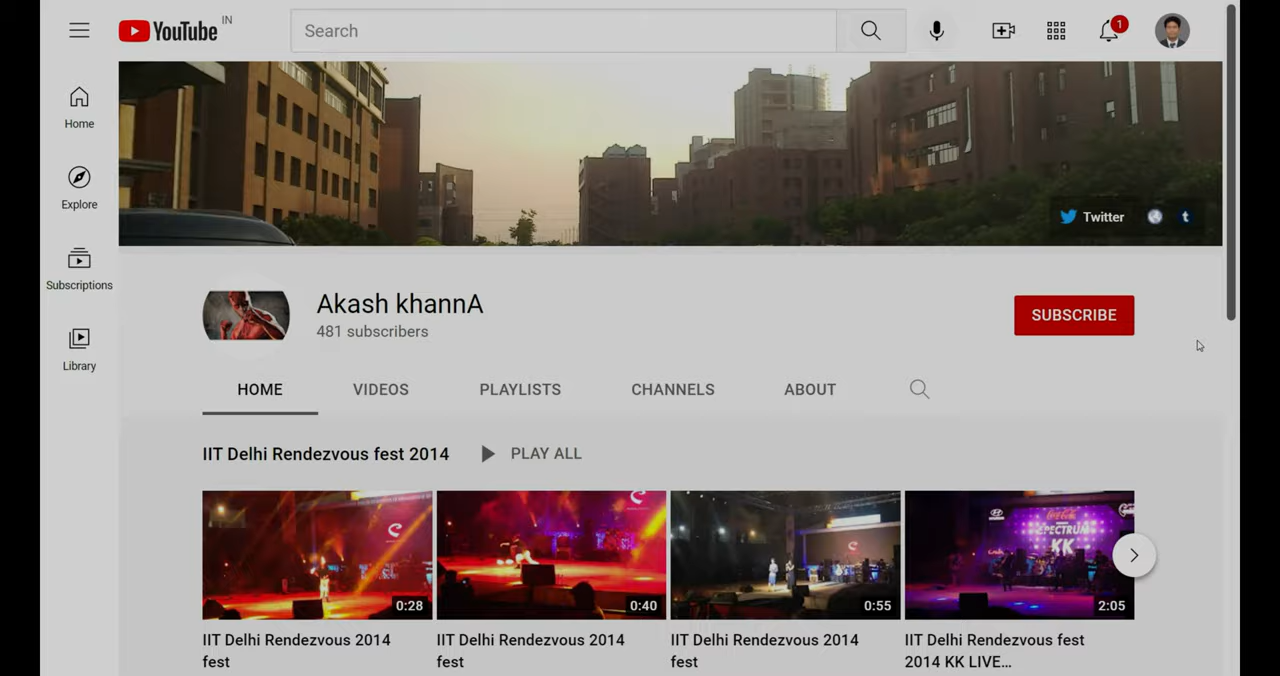 YouTube IN
Search
1
Home
Explore
Subscriptions
Library
Twitter
t
Akash khannA
481 subscribers
SUBSCRIBE
HOME VIDEOS PLAYLISTS CHANNELS ABOUT
IIT Delhi Rendezvous fest 2014 PLAY ALL
Coca-Cola
SPECTRUM
KK
0:28 0:40 0:55 2:05
IIT Delhi Rendezvous 2014
fest
IIT Delhi Rendezvous 2014
fest
IIT Delhi Rendezvous 2014
fest
IIT Delhi Rendezvous fest
2014 KK LIVE...